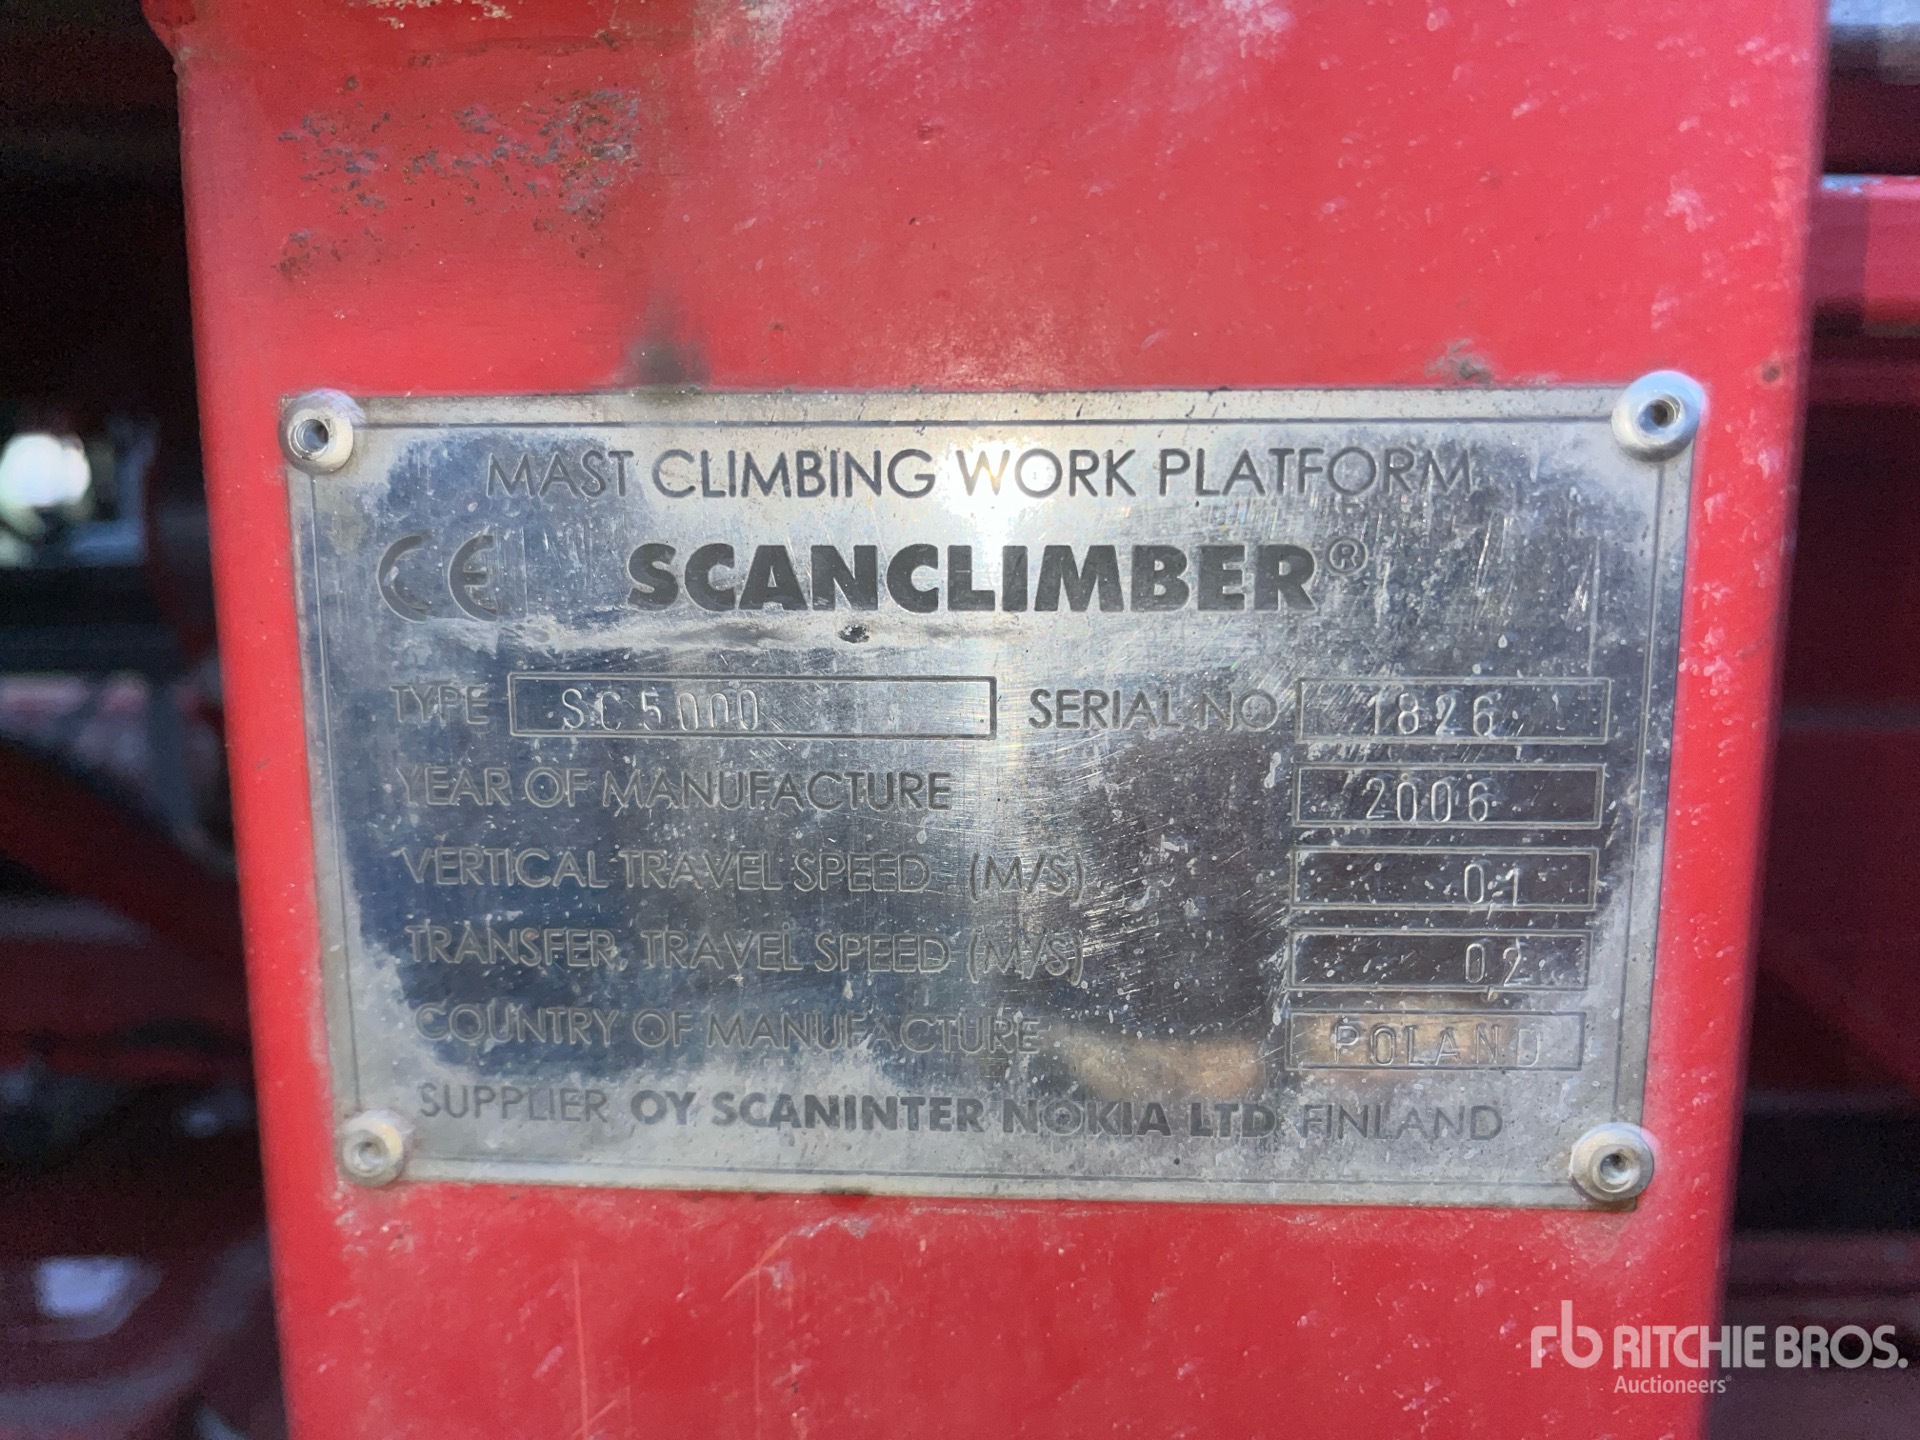 MAST CLIMBING WORK PLATFORM
CE SCANCLIMBER®
TYPE SC5000 SERIAL NO 1826
YEAR OF MANUFACTURE 2006
VERTICAL TRAVEL SPEED (M/S) 0,1
TRANSFER TRAVEL SPEED (M/S) 0,2
COUNTRY OF MANUFACTURE POLAND
SUPPLIER OY SCANINTER NOKIA LTD FINLAND
rb RITCHIE BROS.
Auctioneers®